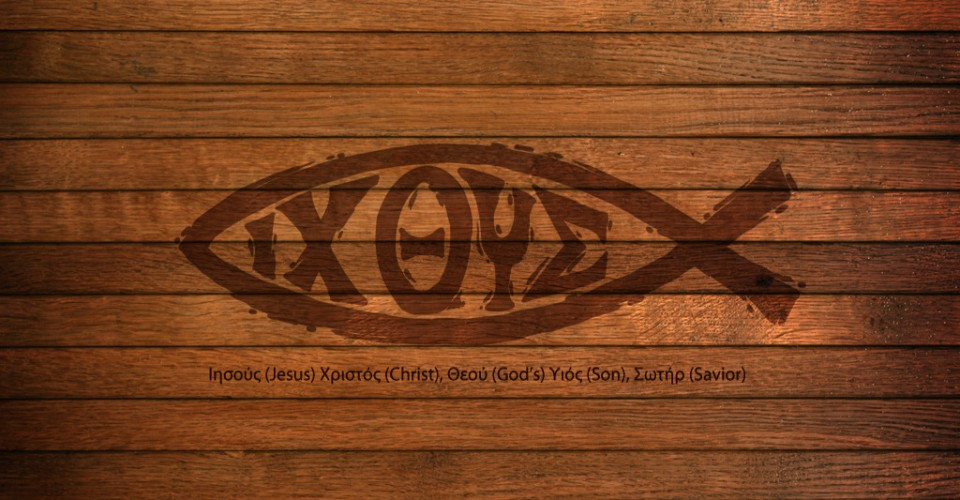 ΙΧΘΥΣ
Ιησούς (Jesus) Χριστός (Christ), Θεού (God's) Υιός (Son), Σωτήρ (Savior)